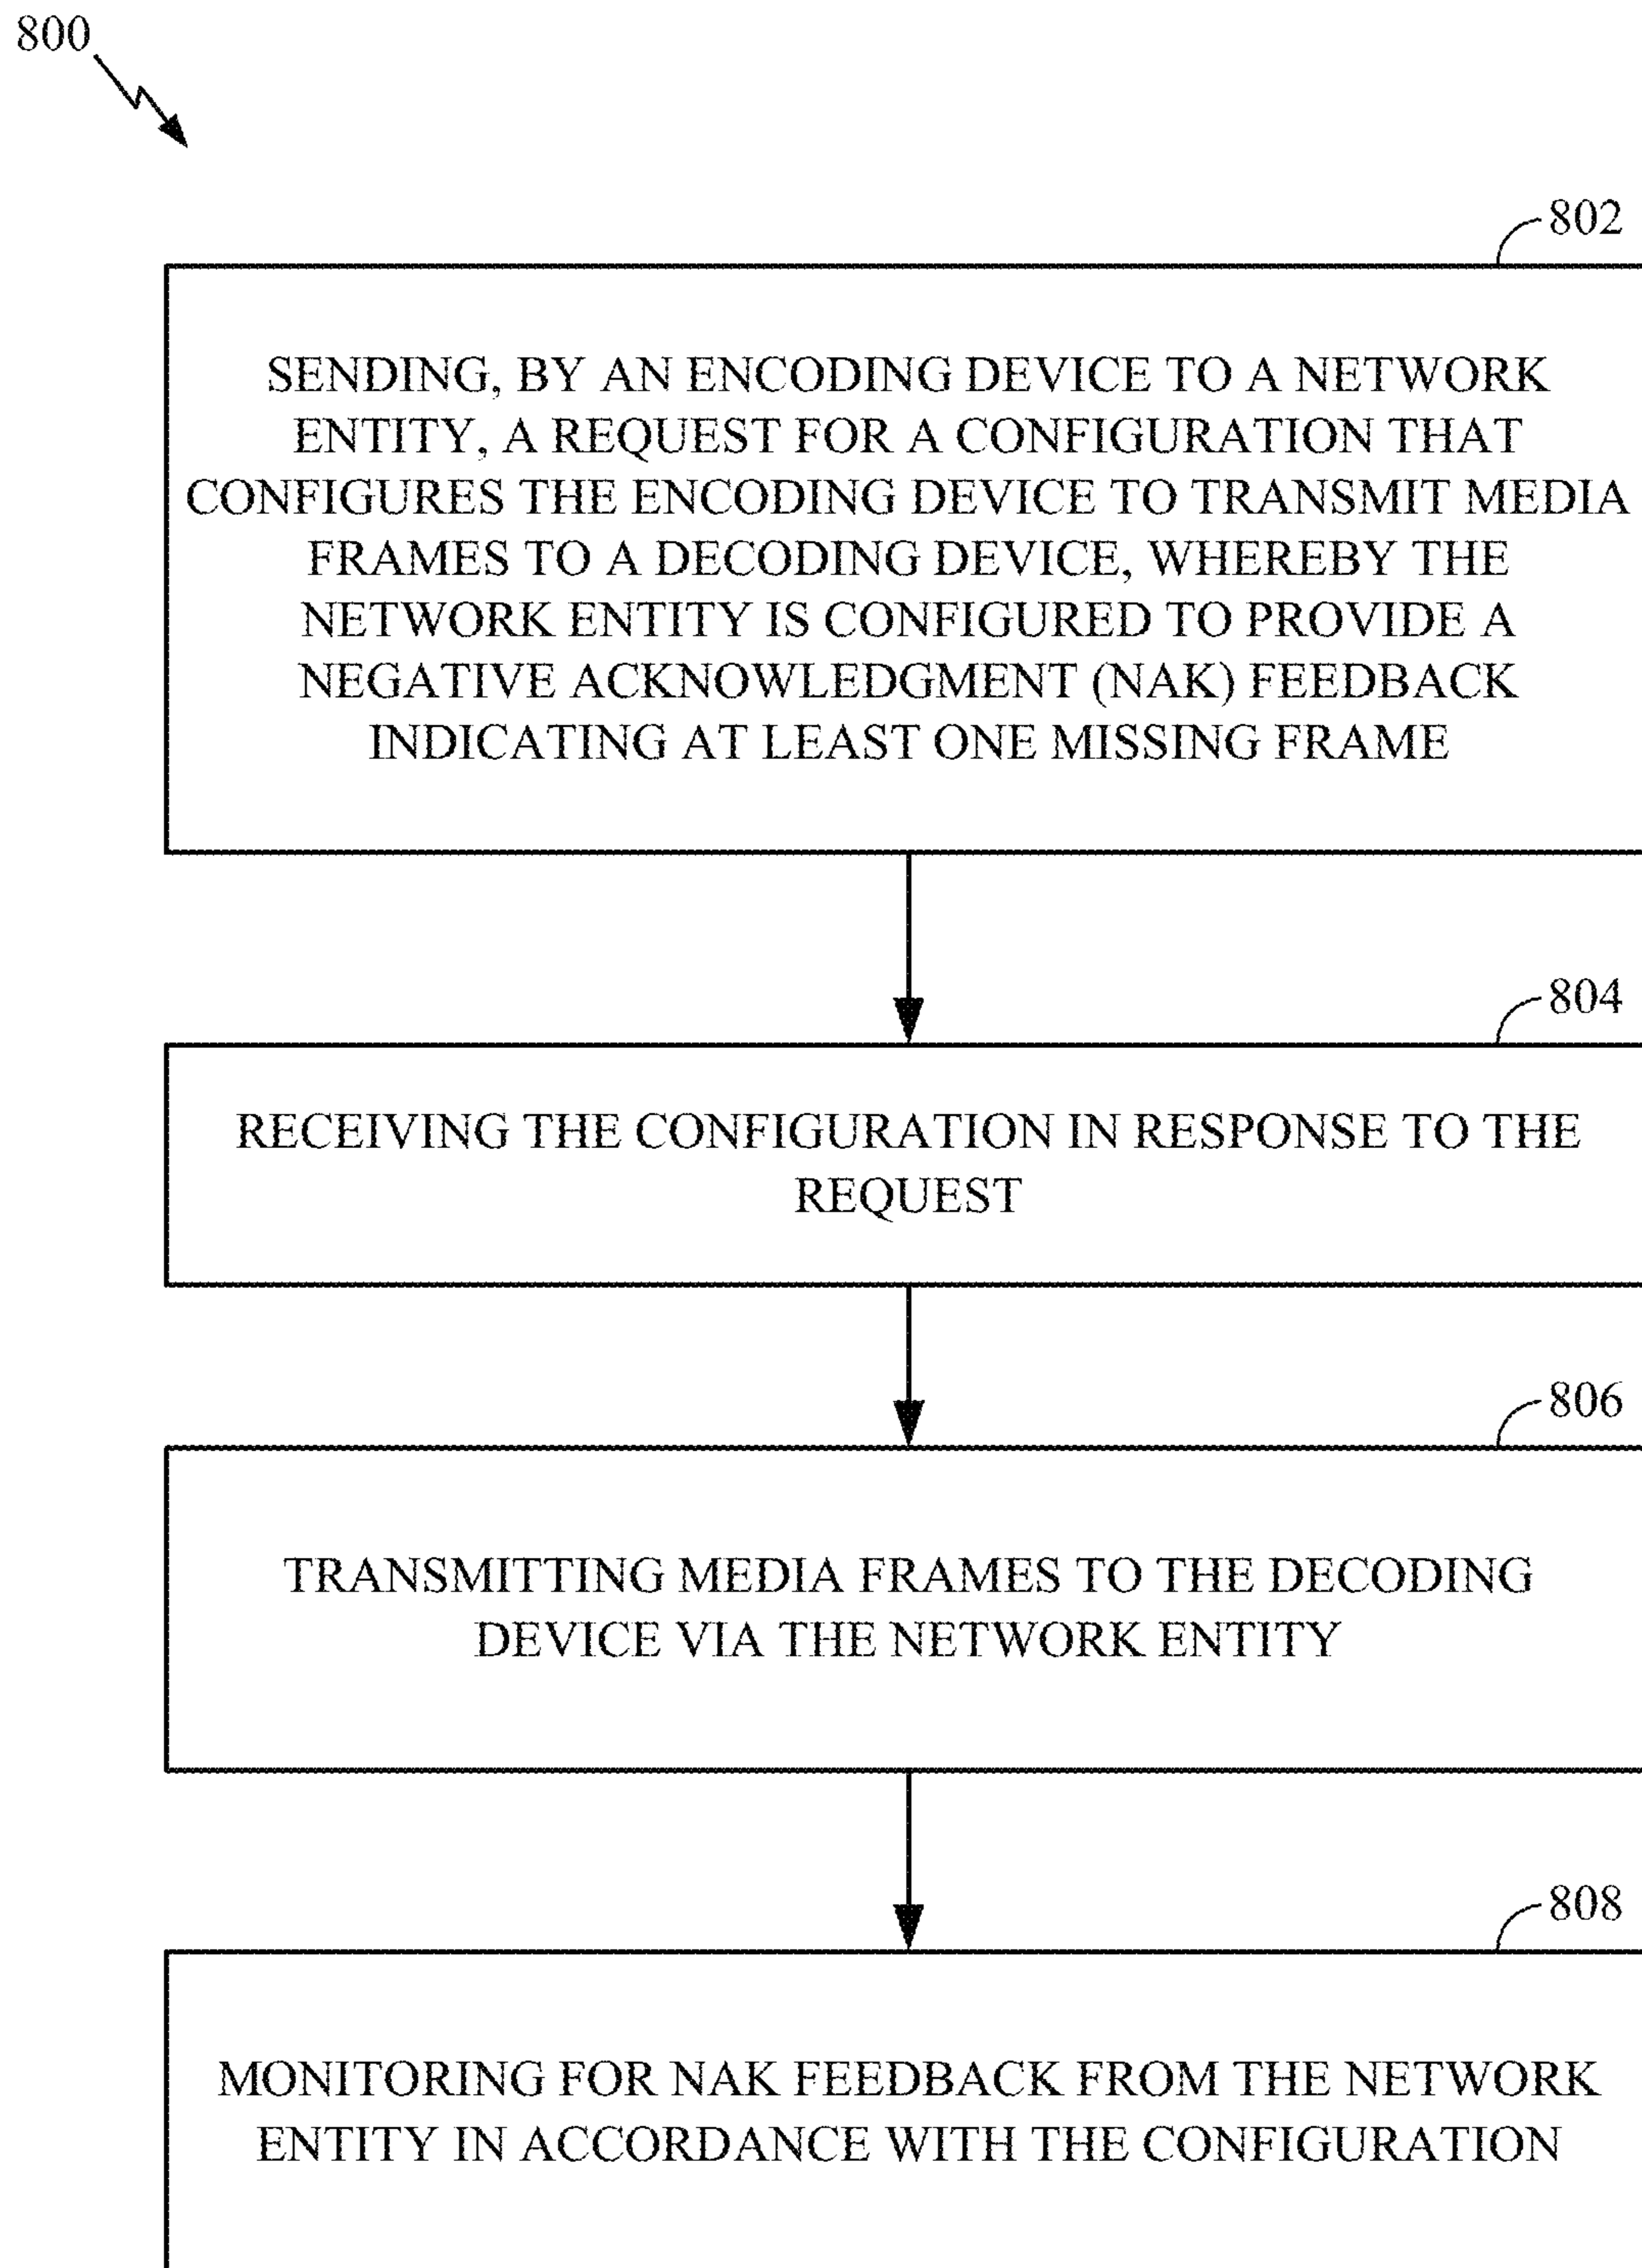 800
802
SENDING, BY AN ENCODING DEVICE TO A NETWORK
ENTITY, A REQUEST FOR A CONFIGURATION THAT
CONFIGURES THE ENCODING DEVICE TO TRANSMIT MEDIA
FRAMES TO A DECODING DEVICE, WHEREBY THE
NETWORK ENTITY IS CONFIGURED TO PROVIDE A
NEGATIVE ACKNOWLEDGMENT (NAK) FEEDBACK
INDICATING AT LEAST ONE MISSING FRAME
804
RECEIVING THE CONFIGURATION IN RESPONSE TO THE
REQUEST
806
TRANSMITTING MEDIA FRAMES TO THE DECODING
DEVICE VIA THE NETWORK ENTITY
808
MONITORING FOR NAK FEEDBACK FROM THE NETWORK
ENTITY IN ACCORDANCE WITH THE CONFIGURATION